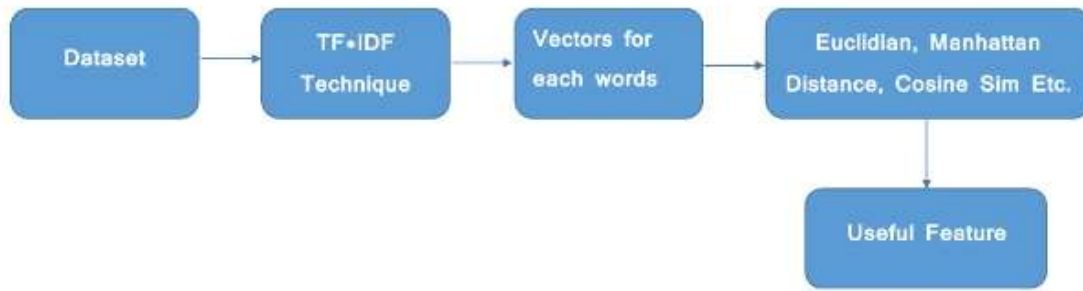 Dataset
TF•IDF
Technique
Vectors for
each words
Euclidian, Manhattan
Distance, Cosine Sim Etc.
Useful Feature